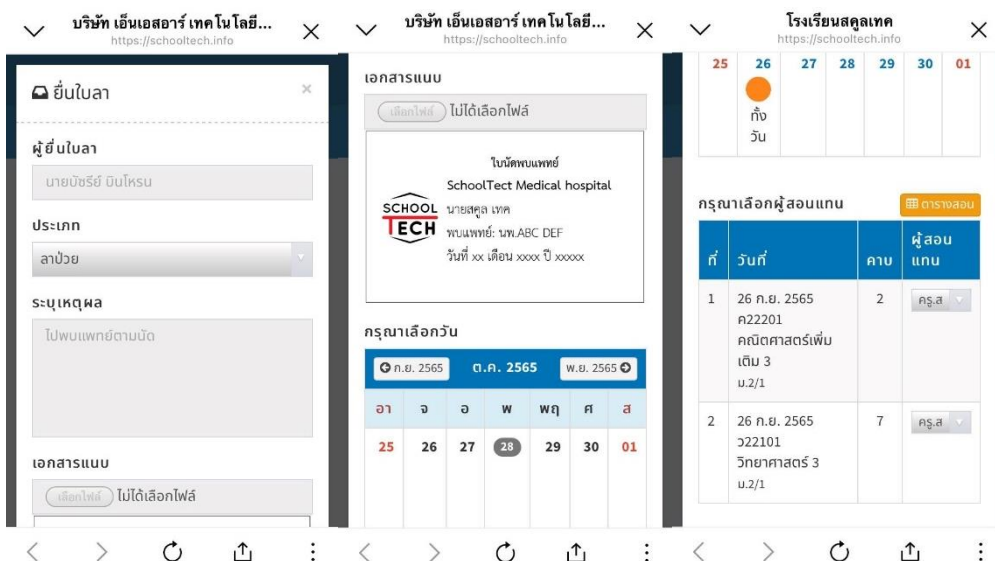 บริษัท เอ็นเอสอาร์ เทคโนโลยี...
https://schooltech.info
ยื่นใบลา
ผู้ยื่นใบลา
นายบัซรีย์ บินโหรน
ประเภท
ลาป่วย
ระบุเหตุผล
ไปพบแพทย์ตามนัด
เอกสารแนบ
เลือกไฟล์ ไม่ได้เลือกไฟล์
บริษัท เอ็นเอสอาร์ เทคโนโลยี...
https://schooltech.info
เอกสารแนบ
เลือกไฟล์ ไม่ได้เลือกไฟล์
ใบนัดพบแพทย์
SchoolTect Medical hospital
SCHOOL
TECH
นายสคูล เทค
พบแพทย์: นพ.ABC DEF
วันที่ xx เดือน xxxx ปี xxxxx
กรุณาเลือกวัน
ก.ย. 2565 ต.ค. 2565 พ.ย. 2565
อา จ อ พ พฤ ศ ส
25 26 27 28 29 30 01
โรงเรียนสคูลเทค
https://schooltech.info
25 26 27 28 29 30 01
ทั้ง
วัน
กรุณาเลือกผู้สอนแทน ตารางสอน
ที่ วันที่ คาบ ผู้สอน
แทน
1 26 ก.ย. 2565 2 ครู.ส
ค22201
คณิตศาสตร์เพิ่ม
เติม 3
ม.2/1
2 26 ก.ย. 2565 7 ครู.ส
ว22101
วิทยาศาสตร์ 3
ม.2/1